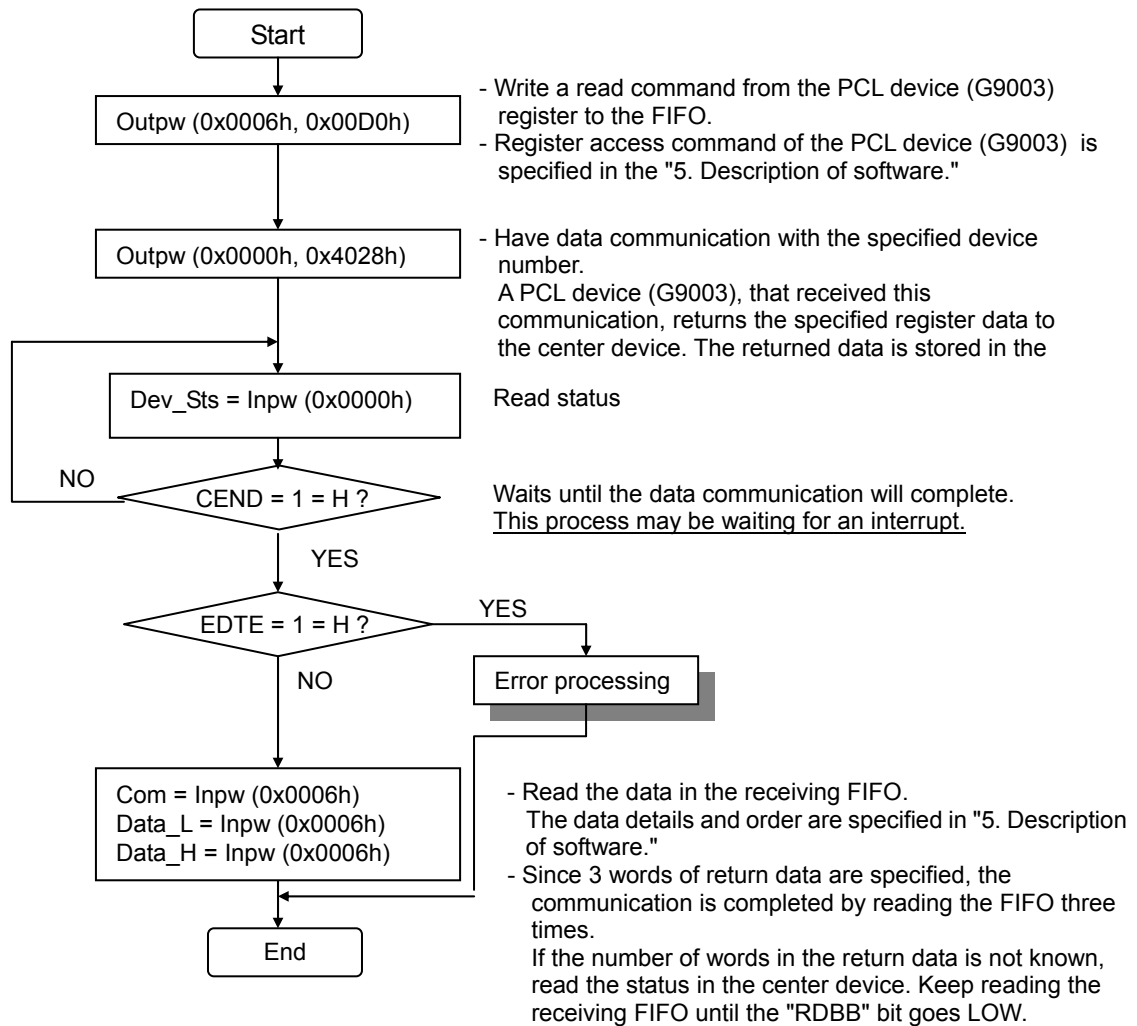 Start
Outpw (0x0006h, 0x00D0h)
- Write a read command from the PCL device (G9003)
register to the FIFO.
- Register access command of the PCL device (G9003) is
specified in the "5. Description of software."
Outpw (0x0000h, 0x4028h)
- Have data communication with the specified device
number.
A PCL device (G9003), that received this
communication, returns the specified register data to
the center device. The returned data is stored in the
Dev_Sts = Inpw (0x0000h)
Read status
NO
CEND = 1 = H ?
Waits until the data communication will complete.
This process may be waiting for an interrupt.
YES
EDTE = 1 = H ?
YES
NO
Error processing
Com = Inpw (0x0006h)
Data_L = Inpw (0x0006h)
Data_H = Inpw (0x0006h)
- Read the data in the receiving FIFO.
The data details and order are specified in "5. Description
of software."
- Since 3 words of return data are specified, the
communication is completed by reading the FIFO three
times.
If the number of words in the return data is not known,
read the status in the center device. Keep reading the
receiving FIFO until the "RDBB" bit goes LOW.
End